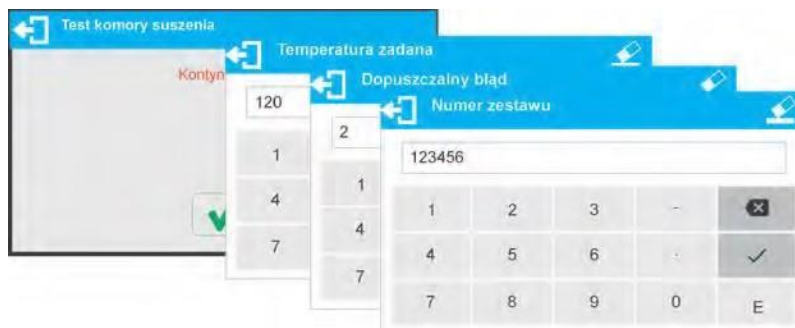 Test komory suszenia
Kontyn
Temperatura zadana
120
1
4
7
Dopuszczalny błąd
2
1
4
7
Numer zestawu
123456
1 2 3 -
4 5 6 .
7 8 9 0 E